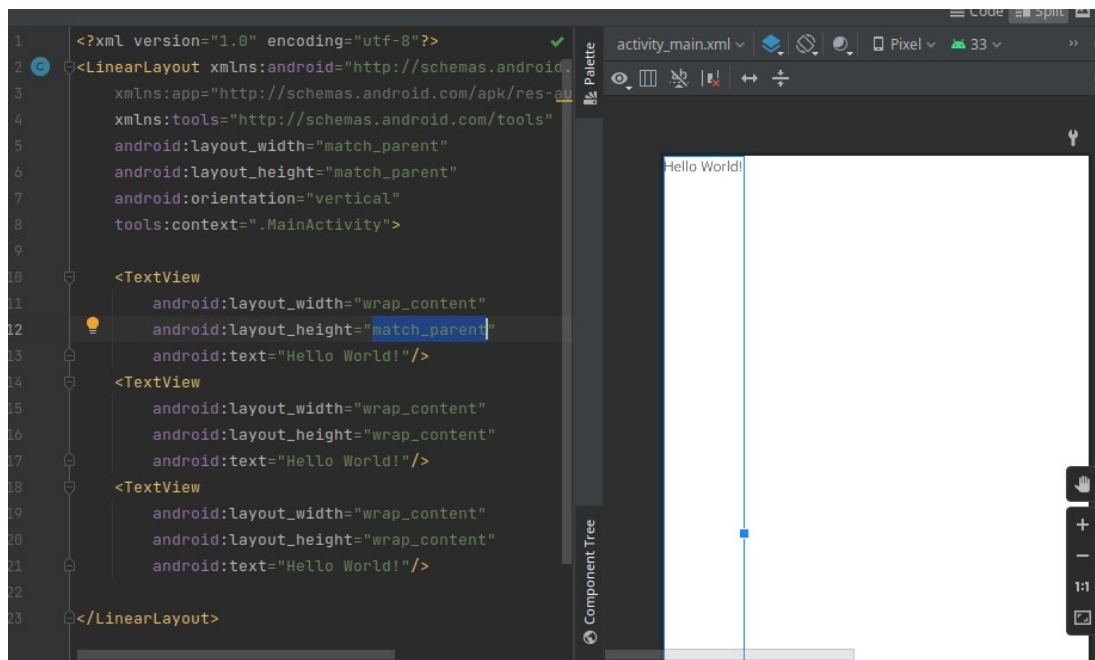 Code
Split
1 <?xml version="1.0" encoding="utf-8"?>
2 <LinearLayout xmlns:android="http://schemas.android.
3 xmlns:app="http://schemas.android.com/apk/res-au
4 xmlns:tools="http://schemas.android.com/tools"
5 android:layout_width="match_parent"
6 android:layout_height="match_parent"
7 android:orientation="vertical"
8 tools:context=".MainActivity">
9
10 <TextView
11 android:layout_width="wrap_content"
12 android:layout_height="match_parent"
13 android:text="Hello World!"/>
14 <TextView
15 android:layout_width="wrap_content"
16 android:layout_height="wrap_content"
17 android:text="Hello World!"/>
18 <TextView
19 android:layout_width="wrap_content"
20 android:layout_height="wrap_content"
21 android:text="Hello World!"/>
22
23 </LinearLayout>
C
Palette
Component Tree
activity_main.xml
Pixel
33
Hello World!
1:1